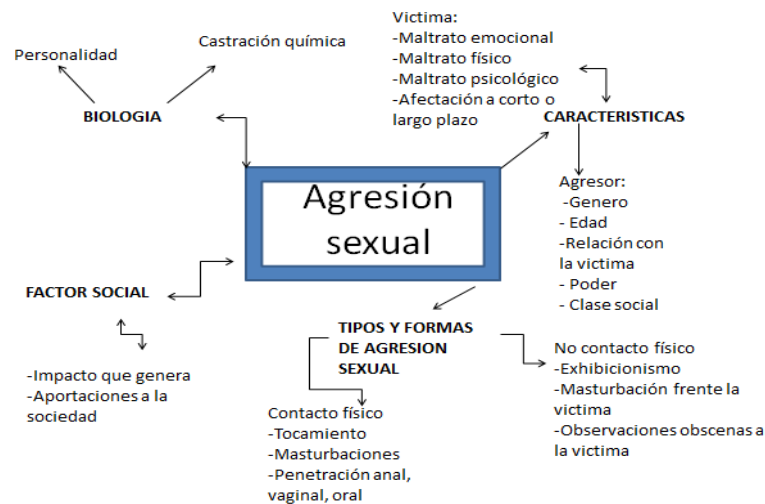 Personalidad
Castración química
BIOLOGIA
Victima:
-Maltrato emocional
-Maltrato físico
-Maltrato psicológico
-Afectación a corto o
largo plazo
CARACTERISTICAS
Agresor:
-Genero
- Edad
-Relación con
la victima
- Poder
- Clase social
Agresión
sexual
FACTOR SOCIAL
-Impacto que genera
-Aportaciones a la
sociedad
TIPOS Y FORMAS
DE AGRESION
SEXUAL
Contacto físico
-Tocamiento
-Masturbaciones
-Penetración anal,
vaginal, oral
No contacto físico
-Exhibicionismo
-Masturbación frente la
victima
-Observaciones obscenas a
la victima